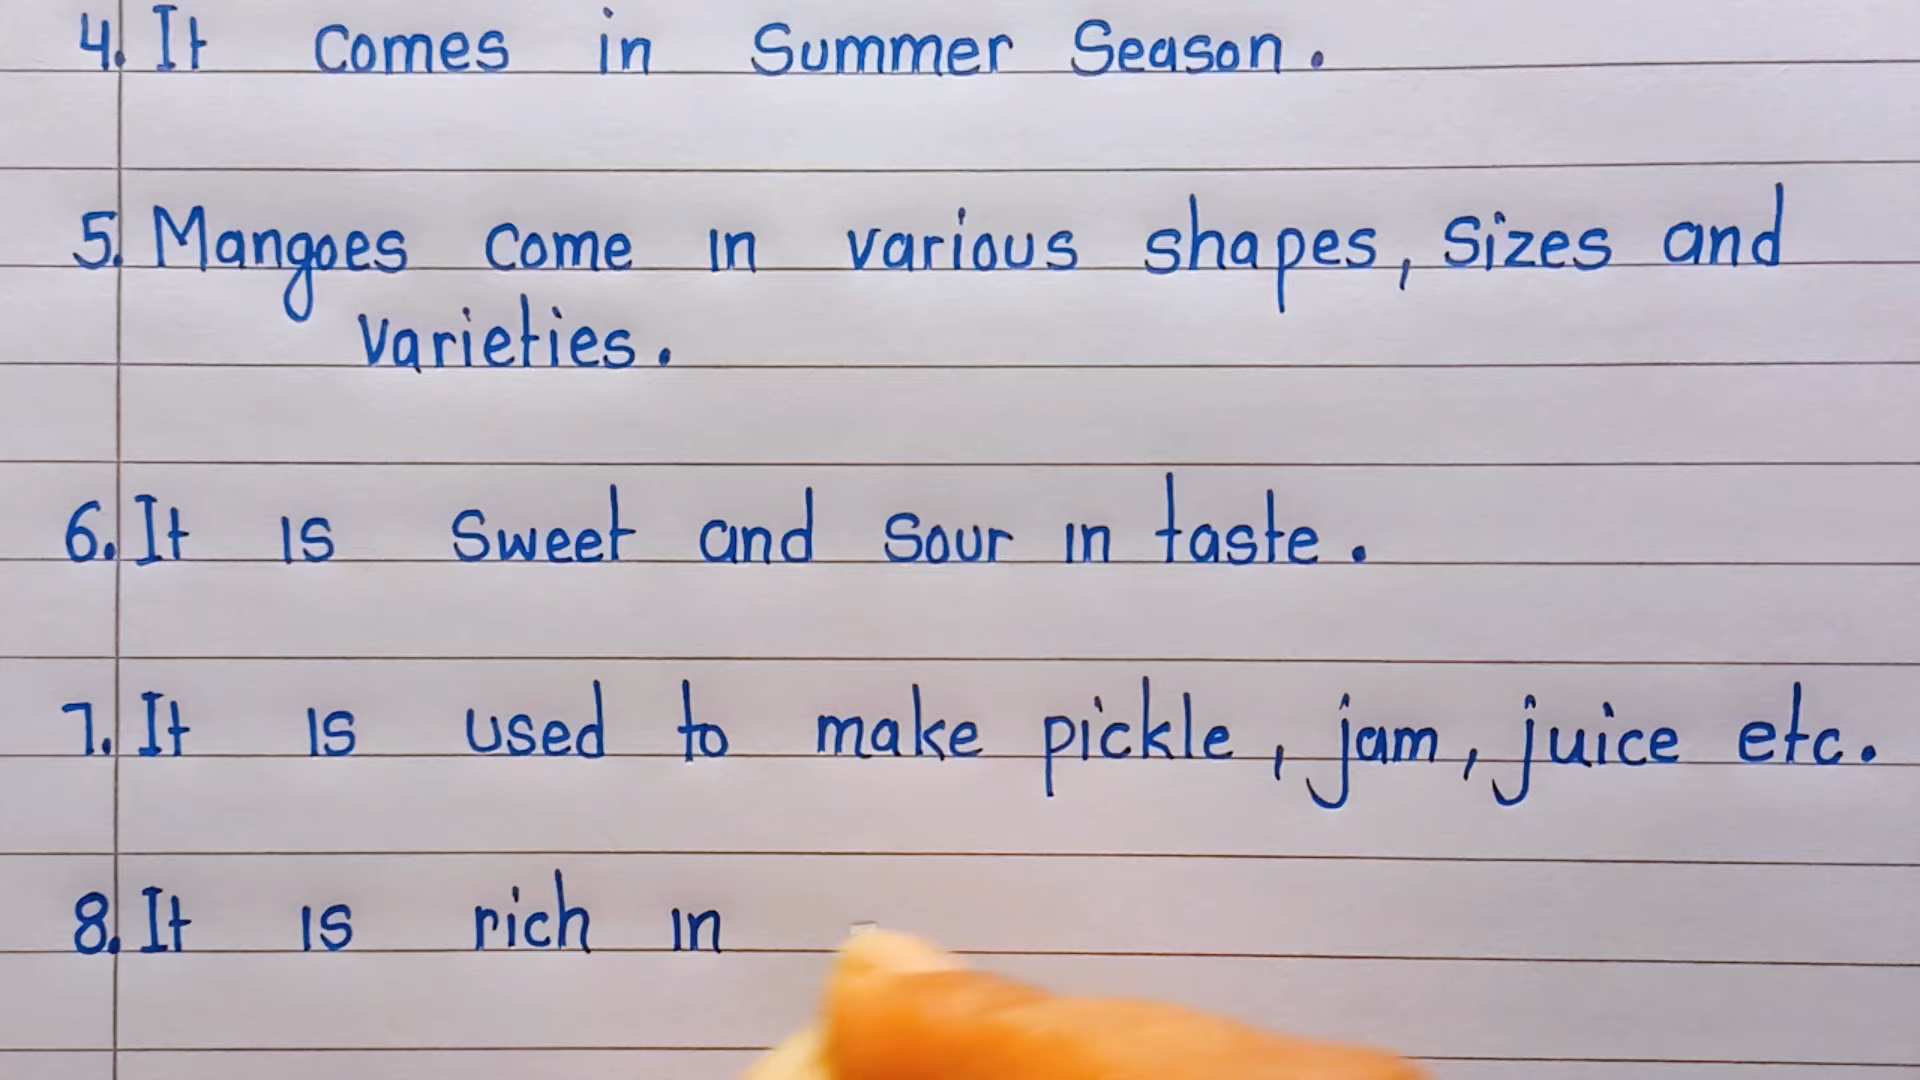 4. It comes in Summer Season.
5. Mangoes come in various shapes, sizes and
varieties.
6. It is sweet and sour in taste.
7. It is used to make pickle, jam, juice etc.
8. It is rich in